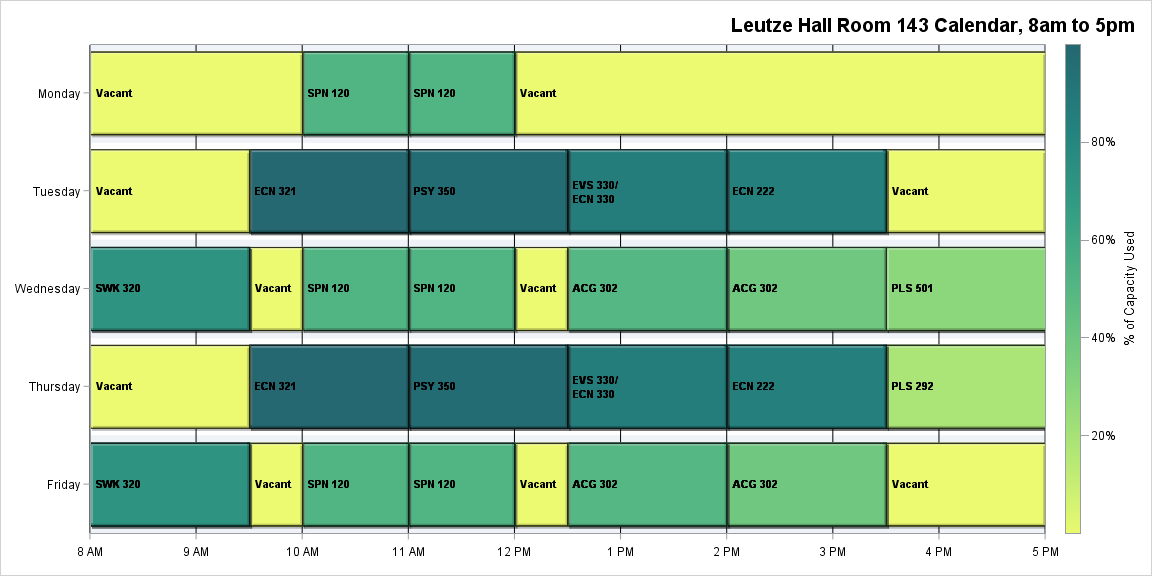 Leutze Hall Room 143 Calendar, 8am to 5pm
Monday
Vacant
SPN 120
SPN 120
Vacant
Tuesday
Vacant
ECN 321
PSY 350
EVS 330/
ECN 330
ECN 222
Vacant
Wednesday
SWK 320
Vacant
SPN 120
SPN 120
Vacant
ACG 302
ACG 302
PLS 501
Thursday
Vacant
ECN 321
PSY 350
EVS 330/
ECN 330
ECN 222
PLS 292
Friday
SWK 320
Vacant
SPN 120
SPN 120
Vacant
ACG 302
ACG 302
Vacant
8 AM
9 AM
10 AM
11 AM
12 PM
1 PM
2 PM
3 PM
4 PM
5 PM
80%
60%
40%
20%
% of Capacity Used